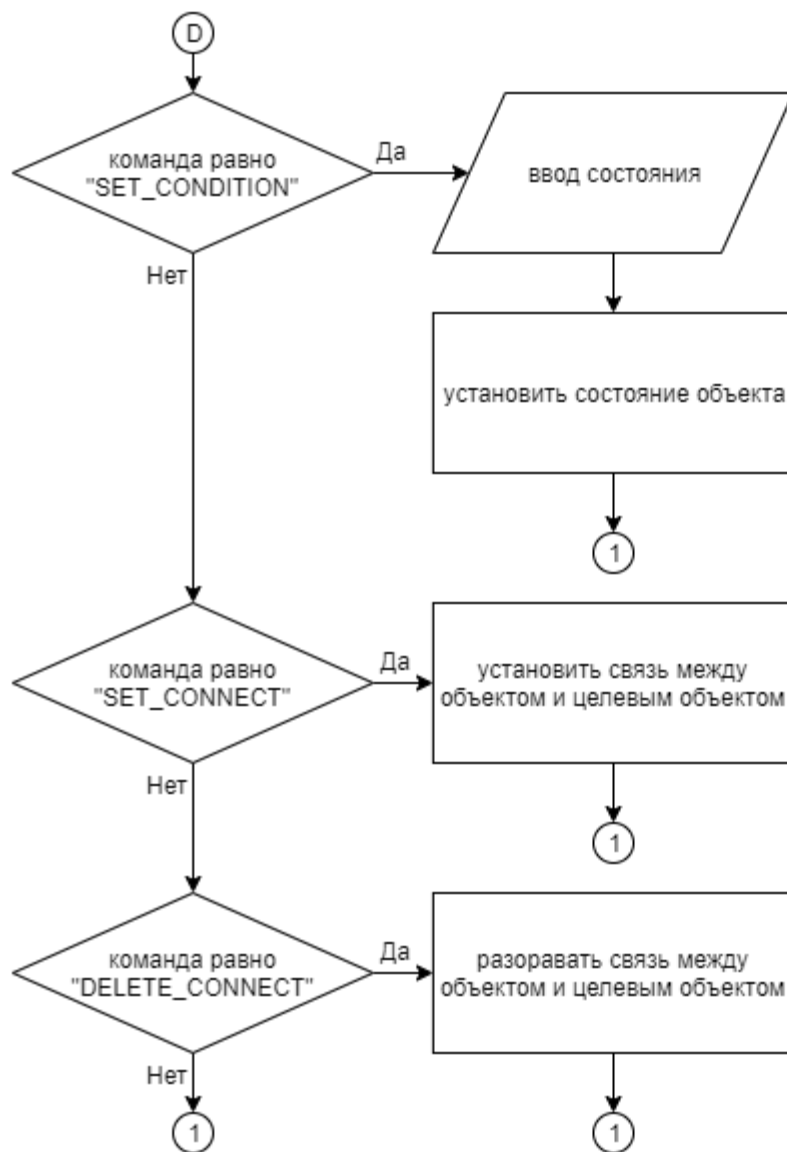 D
команда равно
"SET_CONDITION"
Да
ввод состояния
Нет
установить состояние объекта
1
команда равно
"SET_CONNECT"
Да
установить связь между
объектом и целевым объектом
Нет
1
команда равно
"DELETE_CONNECT"
Да
разоравать связь между
объектом и целевым объектом
Нет
1
1